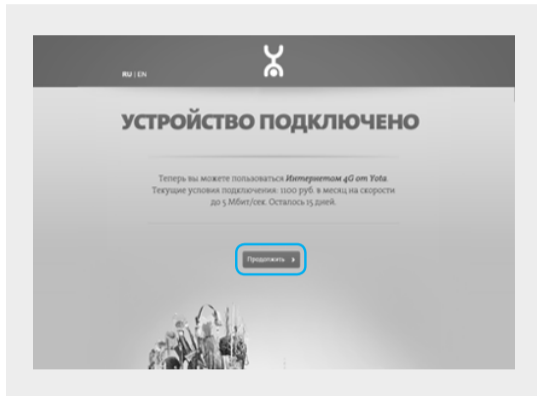 RU | EN
УСТРОЙСТВО ПОДКЛЮЧЕНО
Теперь вы можете пользоваться Интернетом 4G от Yota.
Текущие условия подключения: 1100 руб. в месяц на скорости
до 5 Мбит/сек. Осталось 15 дней.
Продолжить